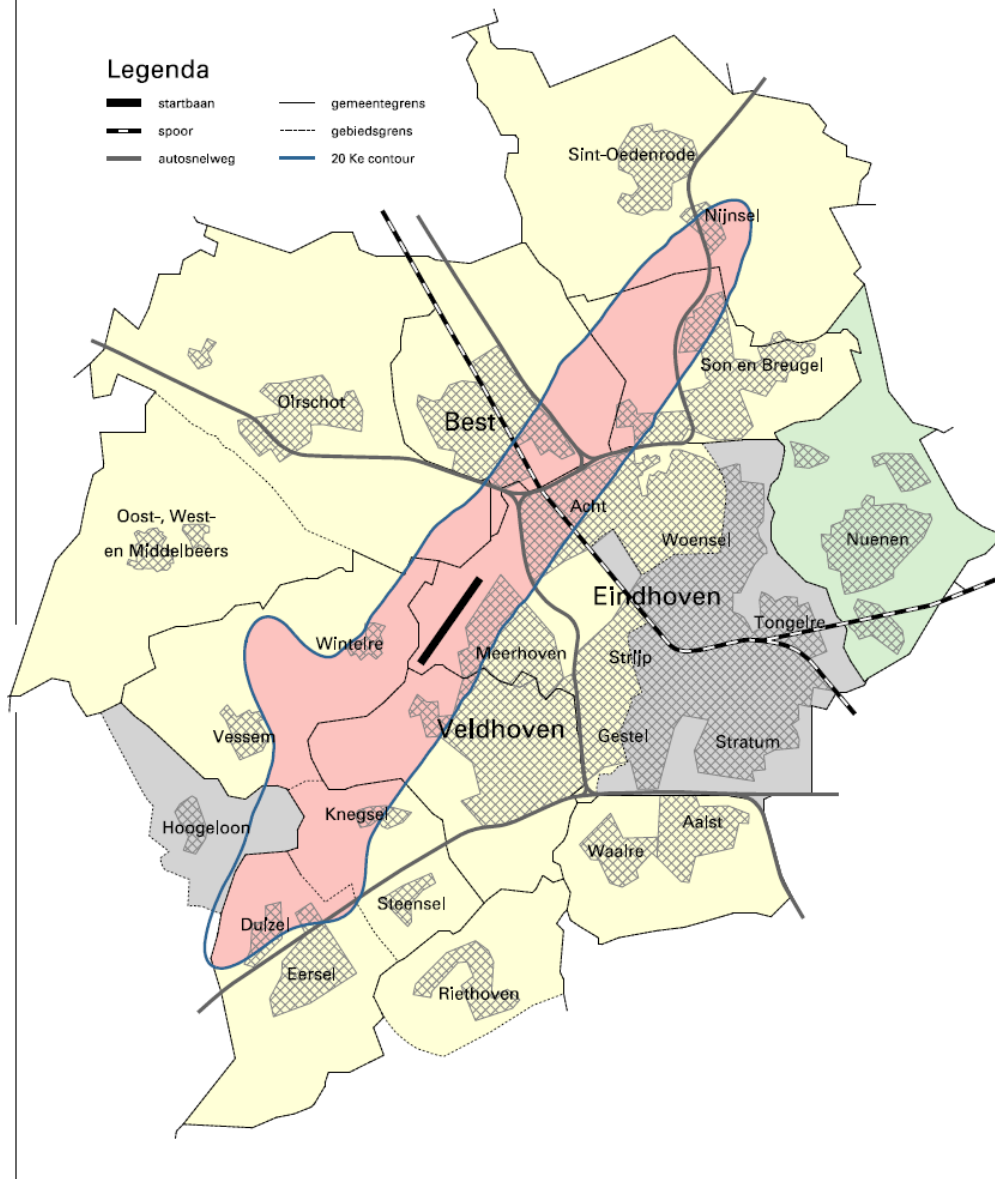 Legenda
startbaan
gemeentegrens
spoor
gebiedsgrens
autosnelweg
20 Ke contour
Sint-Oedenrode
Nijnsel
Son en Breugel
Oirschot
Best
Acht
Oost-, West-
en Middelbeers
Woensel
Nuenen
Eindhoven
Tongelre
Wintelre
Meerhoven
Strijp
Vessem
Veldhoven
Gestel
Stratum
Hoogeloon
Knegsel
Aalst
Waalre
Steensel
Duizel
Eersel
Riethoven